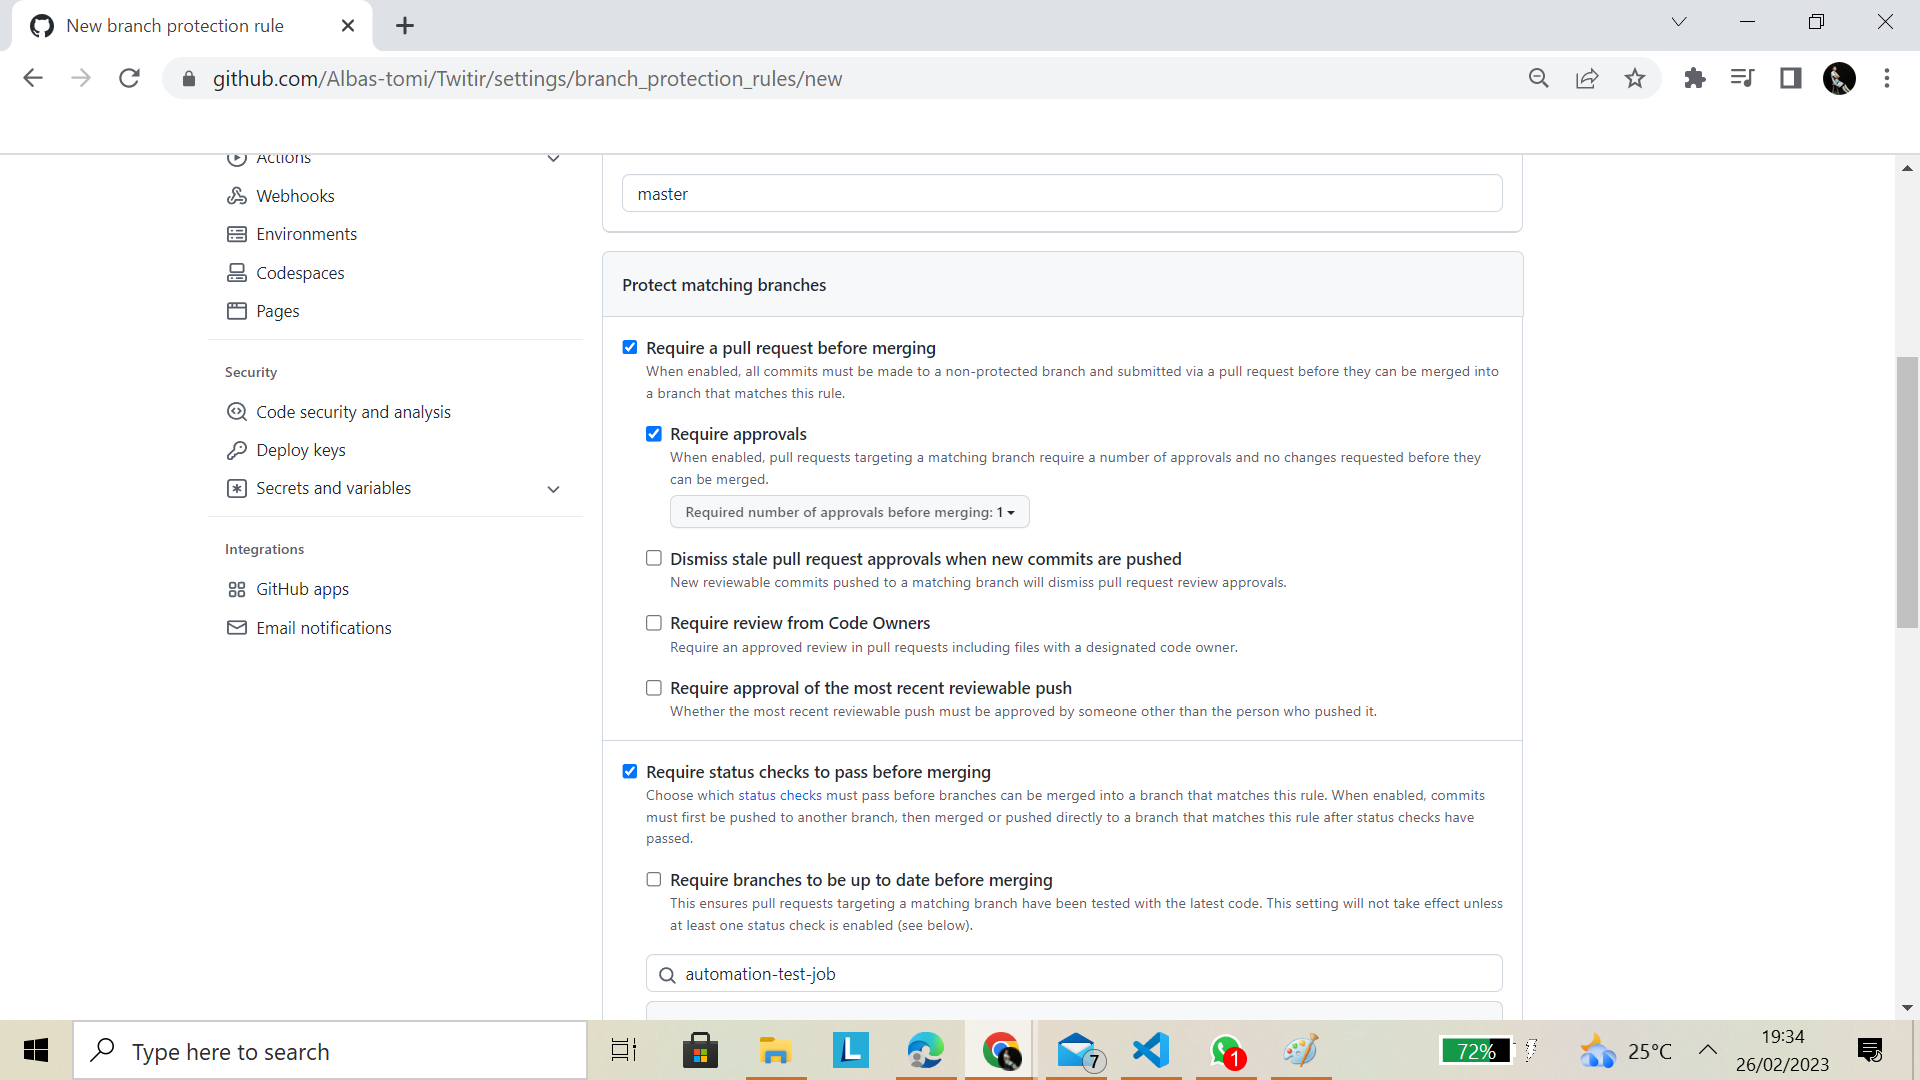 New branch protection rule
github.com/Albas-tomi/Twitir/settings/branch_protection_rules/new
Actions
Webhooks
Environments
Codespaces
Pages
Security
Code security and analysis
Deploy keys
Secrets and variables
Integrations
GitHub apps
Email notifications
master
Protect matching branches
Require a pull request before merging
When enabled, all commits must be made to a non-protected branch and submitted via a pull request before they can be merged into
a branch that matches this rule.
Require approvals
When enabled, pull requests targeting a matching branch require a number of approvals and no changes requested before they
can be merged.
Required number of approvals before merging: 1
Dismiss stale pull request approvals when new commits are pushed
New reviewable commits pushed to a matching branch will dismiss pull request review approvals.
Require review from Code Owners
Require an approved review in pull requests including files with a designated code owner.
Require approval of the most recent reviewable push
Whether the most recent reviewable push must be approved by someone other than the person who pushed it.
Require status checks to pass before merging
Choose which status checks must pass before branches can be merged into a branch that matches this rule. When enabled, commits
must first be pushed to another branch, then merged or pushed directly to a branch that matches this rule after status checks have
passed.
Require branches to be up to date before merging
This ensures pull requests targeting a matching branch have been tested with the latest code. This setting will not take effect unless
at least one status check is enabled (see below).
automation-test-job
Type here to search
L
7
1
72%
25°C
19:34
26/02/2023